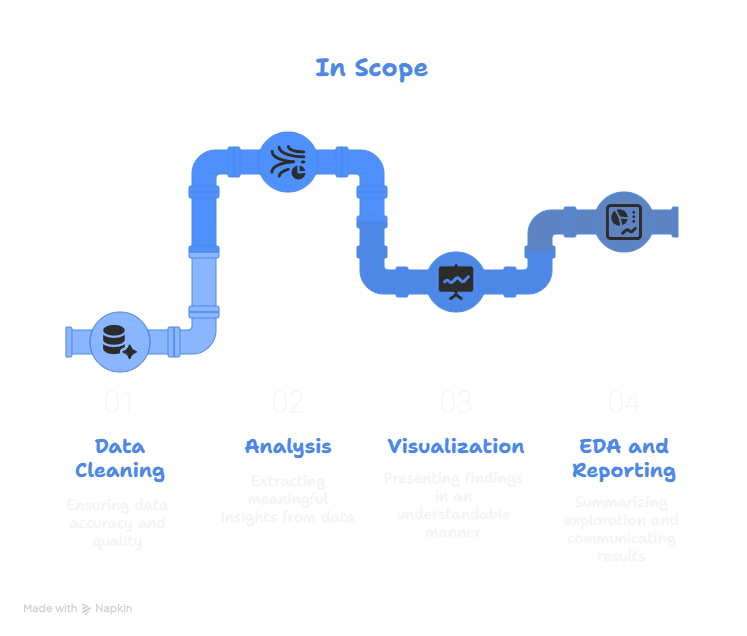 In Scope
01
02
03
04
Data
Cleaning
Analysis
Visualization
EDA and
Reporting
Ensuring data
accuracy and
quality
Extracting
meaningful
insights from data
Presenting findings
in an
understandable
manner
Summarizing
exploration and
communicating
results
Made with Napkin